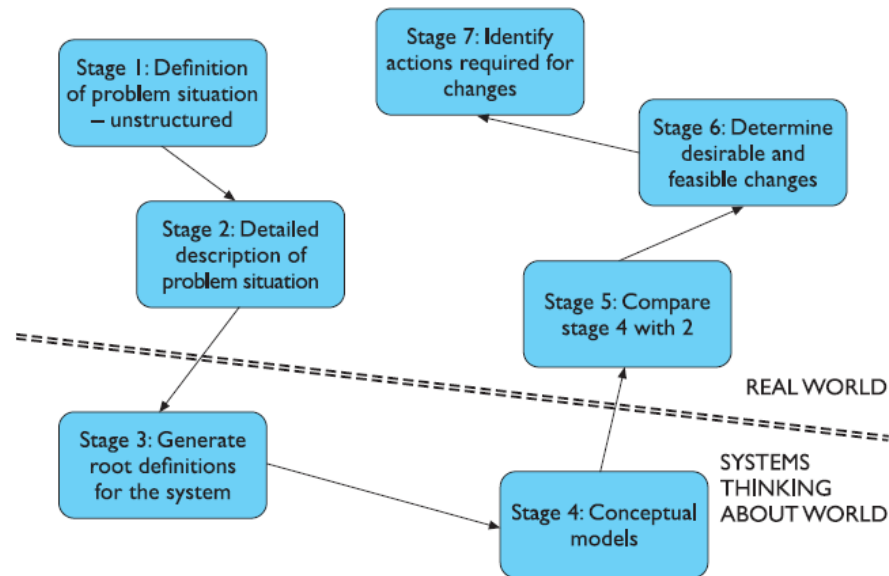 Stage 1: Definition
of problem situation
– unstructured
Stage 2: Detailed
description of
problem situation
Stage 3: Generate
root definitions
for the system
Stage 4: Conceptual
models
Stage 5: Compare
stage 4 with 2
Stage 6: Determine
desirable and
feasible changes
Stage 7: Identify
actions required for
changes
REAL WORLD
SYSTEMS
THINKING
ABOUT WORLD